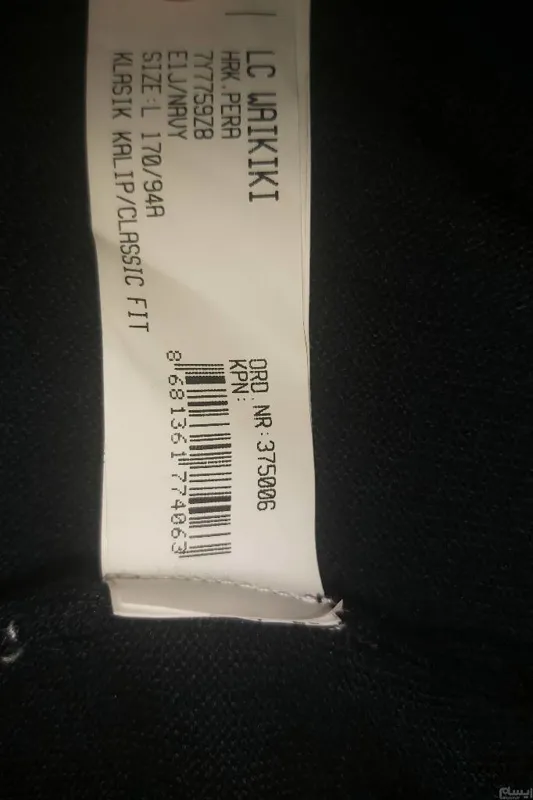 LC WAIKIKI
HRK.PERA
7Y7759Z8
E1J/NAVY
SIZE:L 170/94A
KLASIK KALIP/CLASSIC FIT
ORD.NR:375006
KPN:
8 681361 774063
ایسام